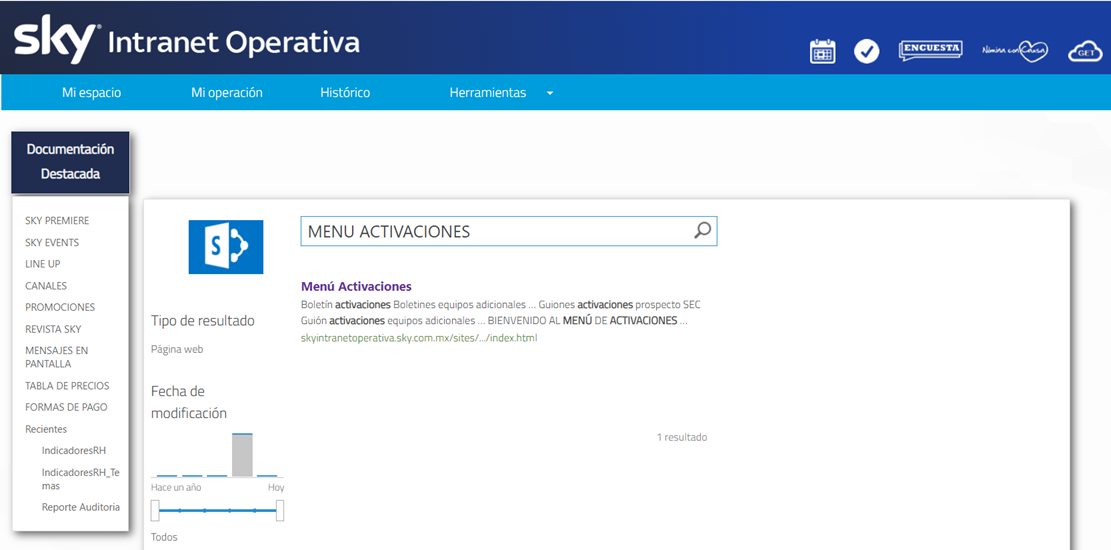 sky Intranet Operativa
ENCUESTA
Nómina con Causa
GET
Mi espacio Mi operación Histórico Herramientas
Documentación
Destacada
SKY PREMIERE
SKY EVENTS
LINE UP
CANALES
PROMOCIONES
REVISTA SKY
MENSAJES EN
PANTALLA
TABLA DE PRECIOS
FORMAS DE PAGO
Recientes
IndicadoresRH
IndicadoresRH_Te
mas
Reporte Auditoria
S
Tipo de resultado
Página web
Fecha de
modificación
Hace un año Hoy
Todos
MENU ACTIVACIONES
Menú Activaciones
Boletín activaciones Boletines equipos adicionales ... Guiones activaciones prospecto SEC
Guión activaciones equipos adicionales ... BIENVENIDO AL MENÚ DE ACTIVACIONES ...
skyintranetoperativa.sky.com.mx/sites/.../index.html
1 resultado